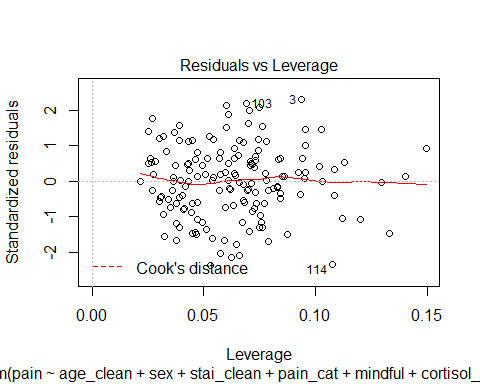 Residuals vs Leverage
Standardized residuals
2
1
0
-1
-2
103
3
114
Cook's distance
0.00
0.05
0.10
0.15
Leverage
m(pain ~ age_clean + sex + stai_clean + pain_cat + mindful + cortisol_